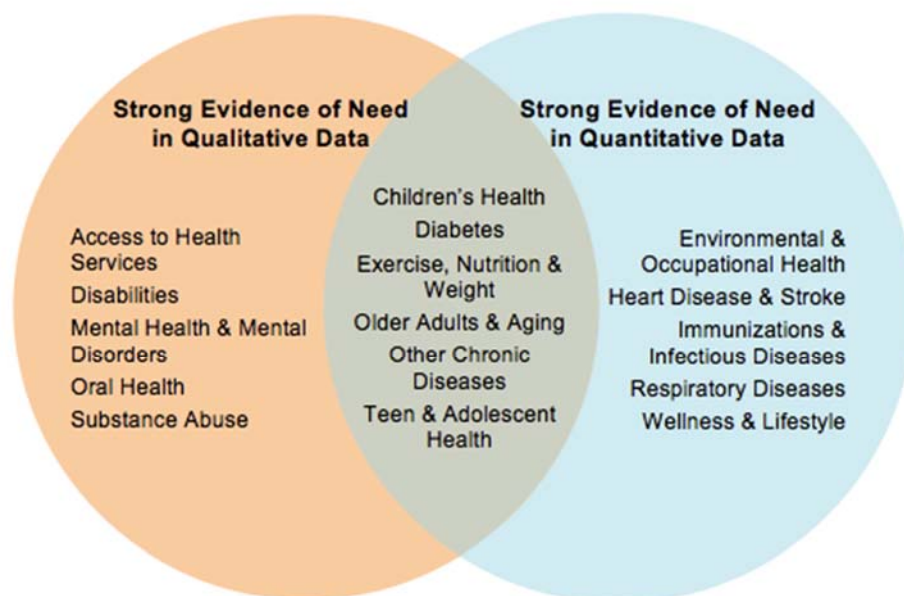 Strong Evidence of Need
in Qualitative Data
Access to Health
Services
Disabilities
Mental Health & Mental
Disorders
Oral Health
Substance Abuse
Children's Health
Diabetes
Exercise, Nutrition &
Weight
Older Adults & Aging
Other Chronic
Diseases
Teen & Adolescent
Health
Strong Evidence of Need
in Quantitative Data
Environmental &
Occupational Health
Heart Disease & Stroke
Immunizations &
Infectious Diseases
Respiratory Diseases
Wellness & Lifestyle